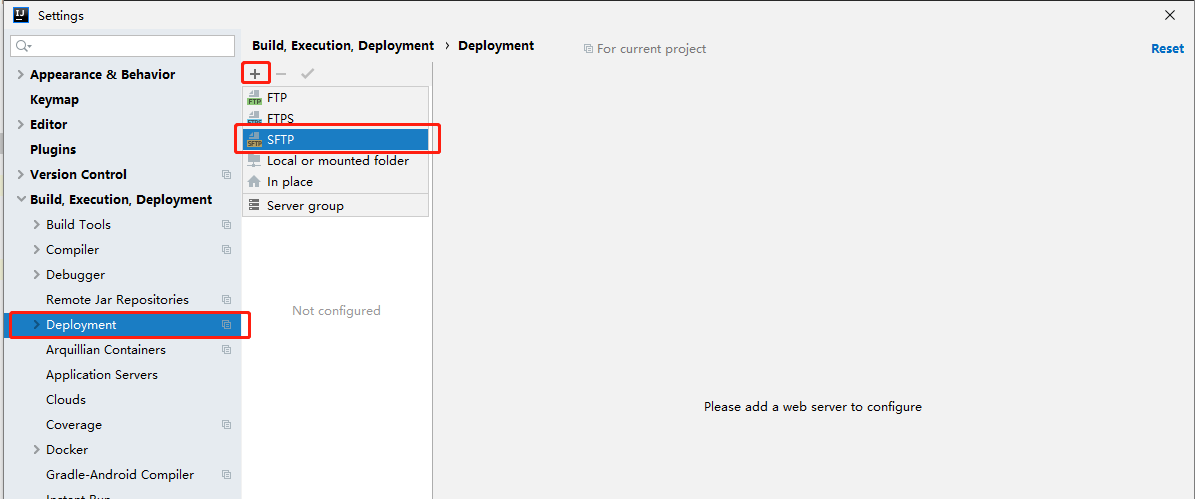 IJ
Settings
Build, Execution, Deployment › Deployment
For current project
Reset
Appearance & Behavior
Keymap
Editor
Plugins
Version Control
Build, Execution, Deployment
Build Tools
Compiler
Debugger
Remote Jar Repositories
Deployment
Arquillian Containers
Application Servers
Clouds
Coverage
Docker
Gradle-Android Compiler
Instant Run
FTP FTP
FTPS
SFTP SFTP
Local or mounted folder
In place
Server group
Not configured
Please add a web server to configure